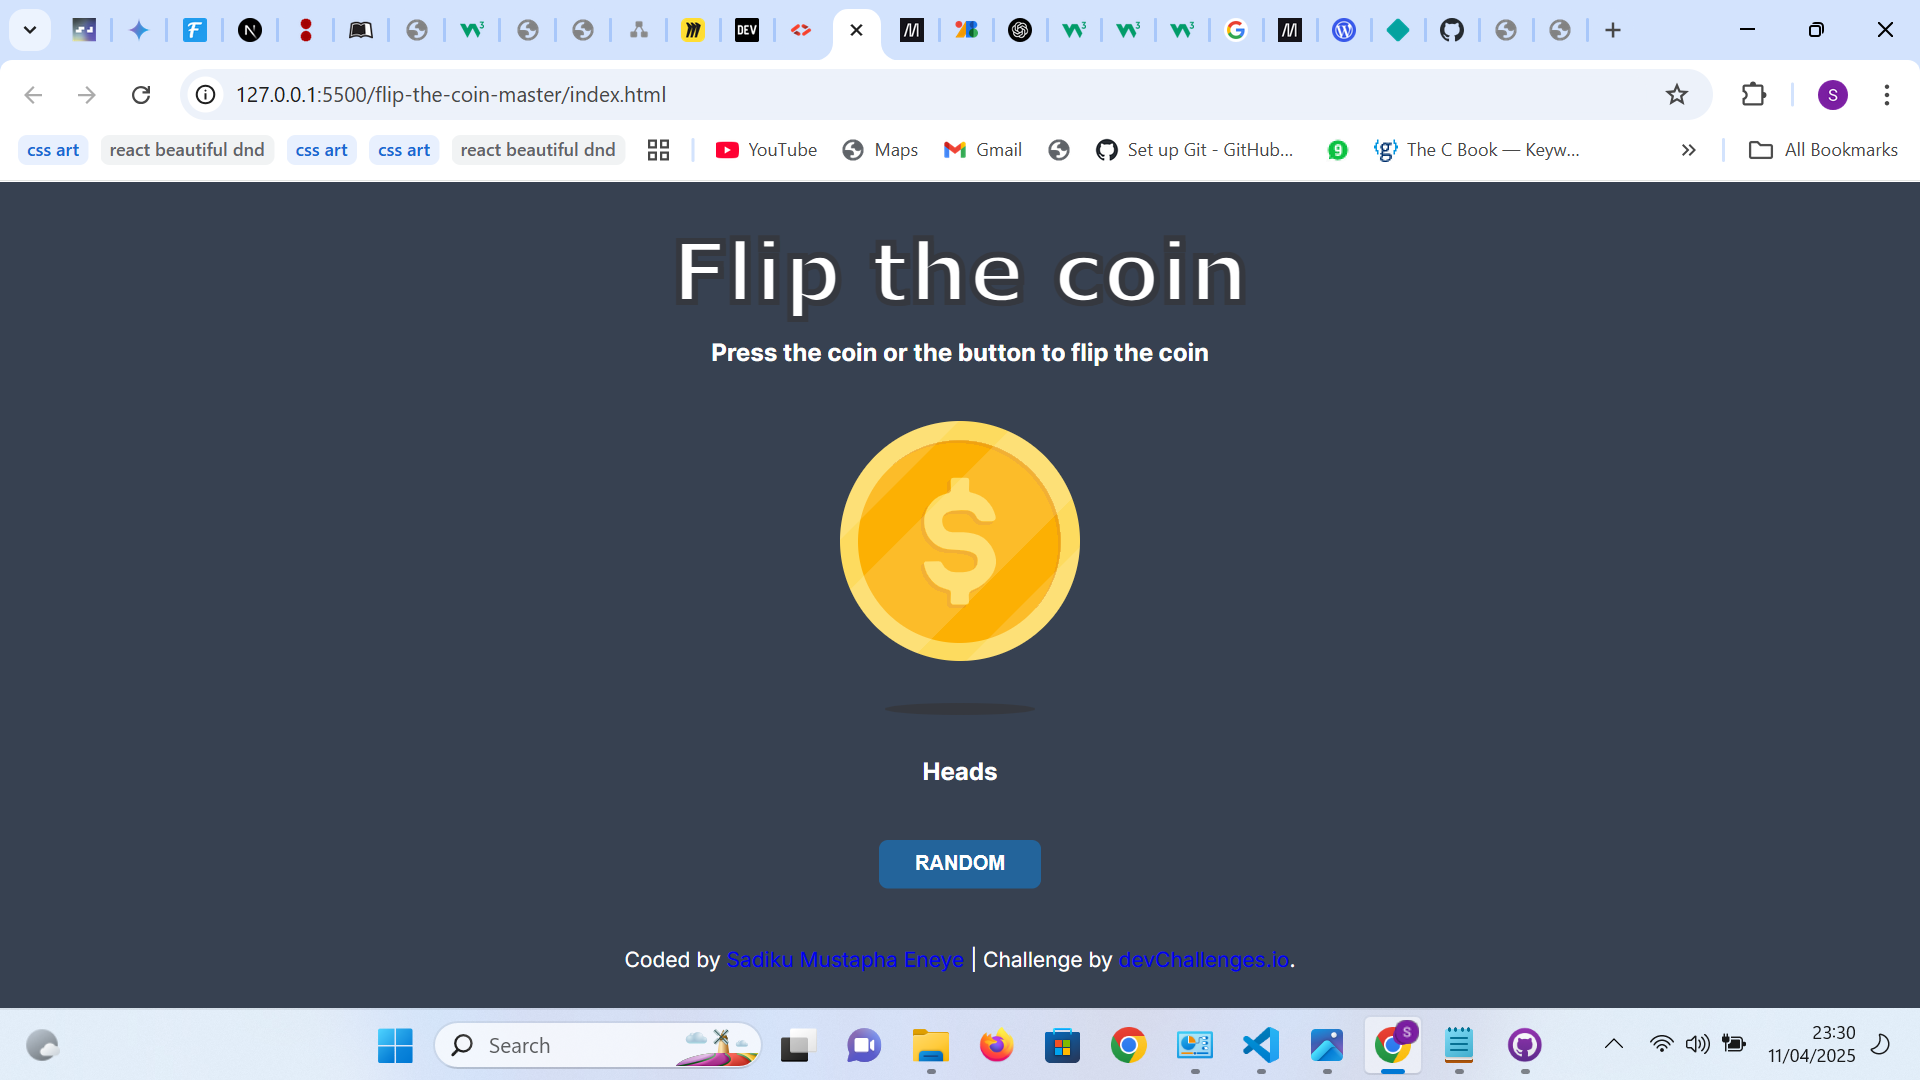 DEV
127.0.0.1:5500/flip-the-coin-master/index.html
S
css art
react beautiful dnd
css art
css art
react beautiful dnd
YouTube
Maps
Gmail
Set up Git - GitHub...
9
The C Book — Keyw...
All Bookmarks
Flip the coin
Press the coin or the button to flip the coin
$
Heads
RANDOM
Coded by Sadiku Mustapha Eneye | Challenge by devChallenges.io.
Search
S
23:30
11/04/2025